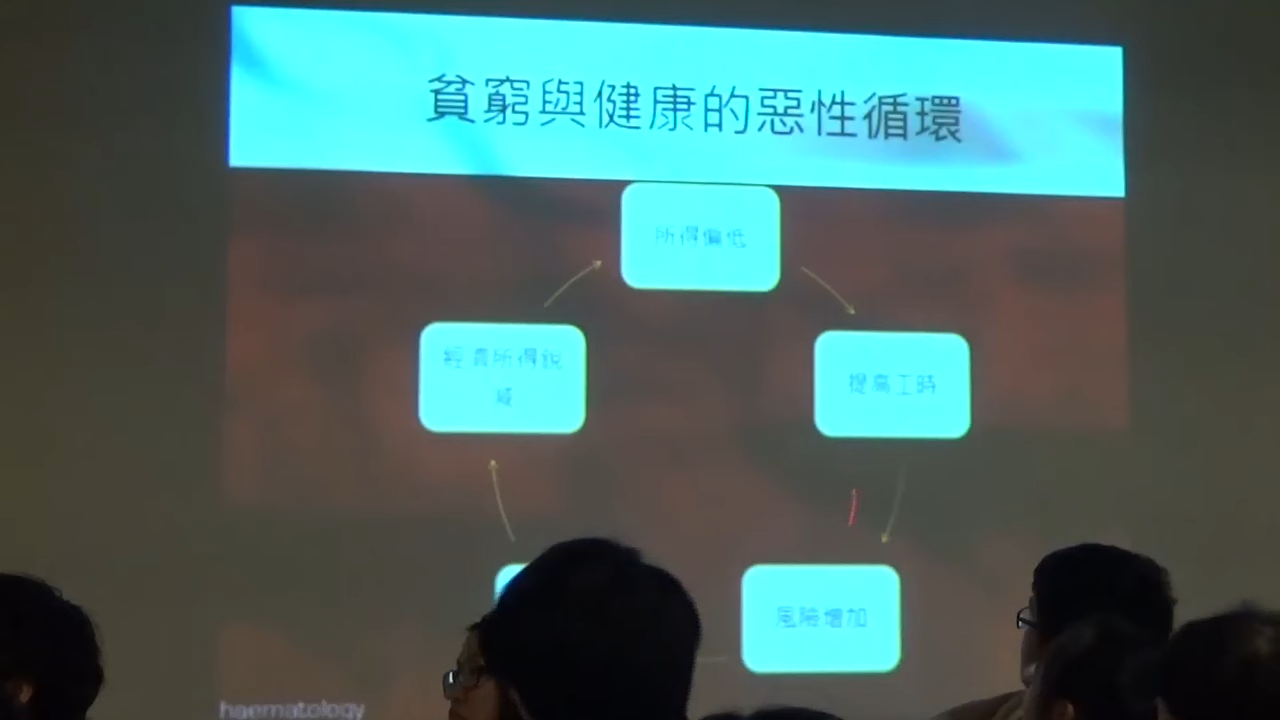 貧窮與健康的惡性循環
所得偏低
經濟所得銳
減
提高工時
風險增加
haematology